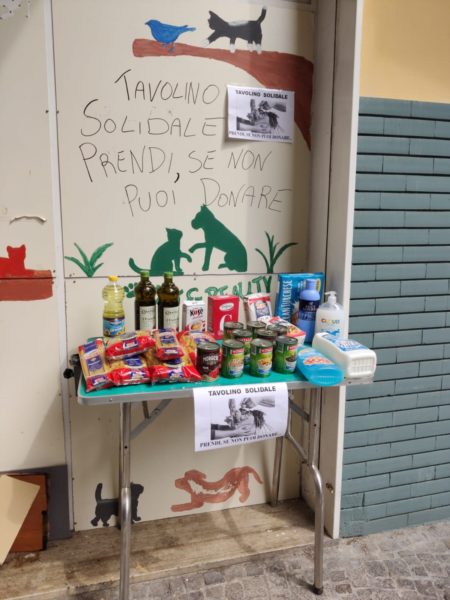 TAVOLINO
SOLIDALE
PRENDI, SE NON
PUOI DONARE
TAVOLINO SOLIDALE
PRENDI, SE NON PUOI DONARE..
TAVOLINO SOLIDALE
PRENDI, SE NON PUOI DONARE..